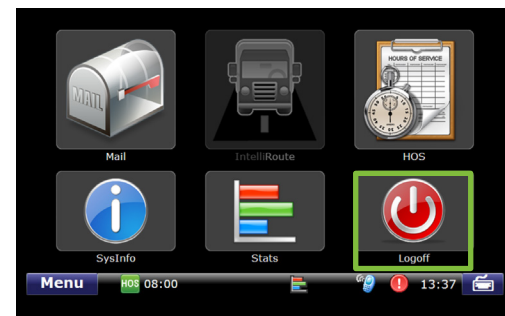 MAIL
HOURS OF SERVICE
Mail
IntelliRoute
HOS
SysInfo
Stats
Logoff
Menu
HOS 08:00
13:37